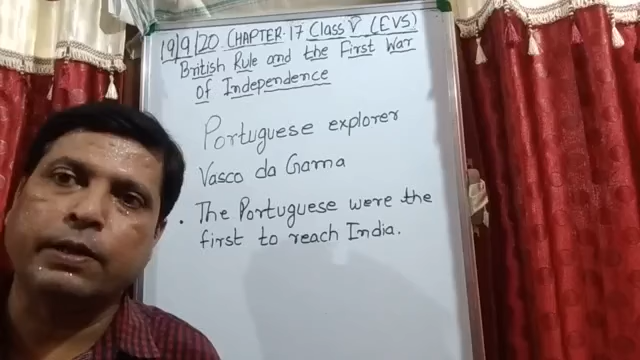 19/9/20 CHAPTER·17 Class V (EVS)
British Rule and the First War
of Independence
Portuguese explorer
Vasco da Gama
. The Portuguese were the
first to reach India.